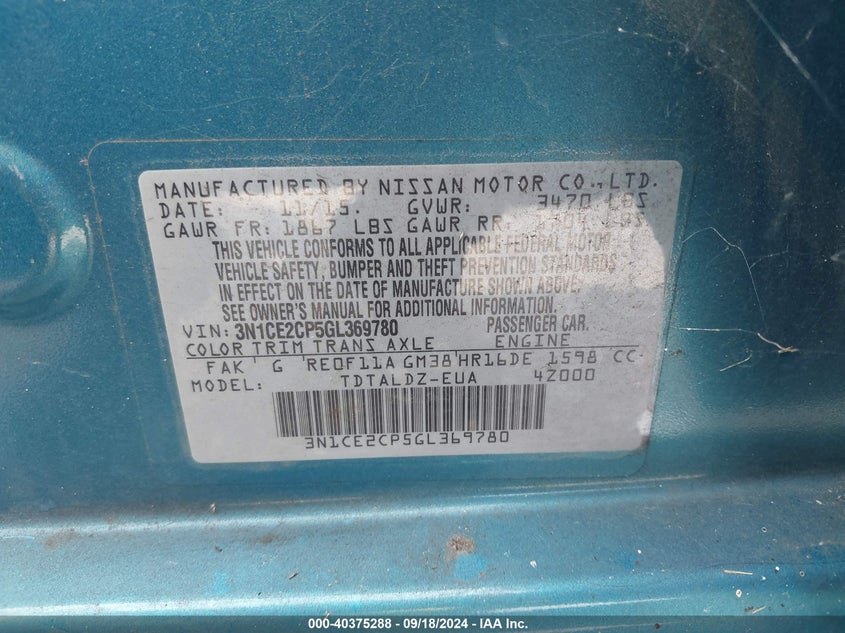 MANUFACTURED BY NISSAN MOTOR CO., LTD.
DATE: 11/15. GVWR: 3470 LBS
GAWR FR: 1867 LBS GAWR RR: LBS
THIS VEHICLE CONFORMS TO ALL APPLICABLE FEDERAL MOTOR
VEHICLE SAFETY, BUMPER AND THEFT PREVENTION STANDARDS
IN EFFECT ON THE DATE OF MANUFACTURE SHOWN ABOVE.
SEE OWNER'S MANUAL FOR ADDITIONAL INFORMATION.
VIN: 3N1CE2CP5GL369780 PASSENGER CAR.
COLOR TRIM TRANS AXLE ENGINE
FAK G RE0F11A GM38 HR16DE 1598 CC
MODEL: TDTALDZ-EUA 4Z000
3N1CE2CP5GL369780
000-40375288 - 09/18/2024 - IAA, Inc.